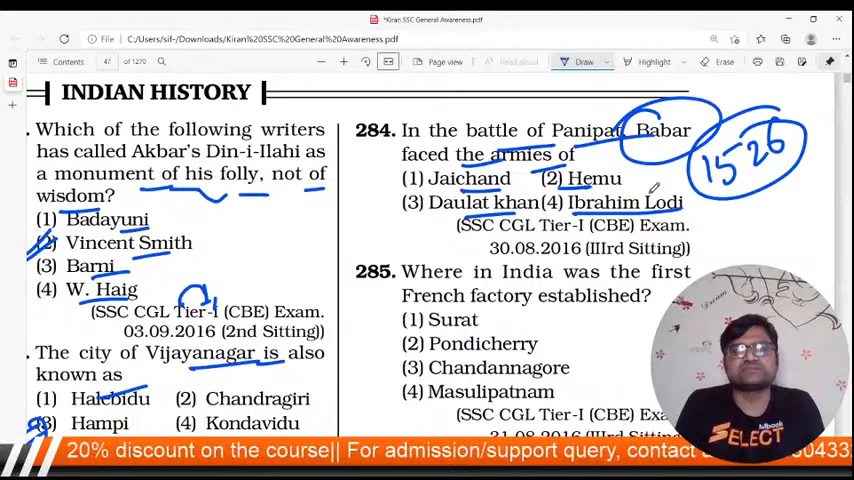 *Kiran SSC General Awareness.pdf
File
C:/Users/sif-/Downloads/Kiran%20SSC%20General%20Awareness.pdf
Contents
47
of 1270
Page view
Read aloud
Draw
Highlight
Erase
INDIAN HISTORY
Which of the following writers
has called Akbar's Din-i-Ilahi as
a monument of his folly, not of
wisdom?
(1) Badayuni
(2) Vincent Smith
(3) Barni
(4) W. Haig
(SSC CGL Tier-I (CBE) Exam.
03.09.2016 (2nd Sitting))
The city of Vijayanagar is also
known as
(1) Halebidu (2) Chandragiri
(3) Hampi (4) Kondavidu
284. In the battle of Panipat, Babar
faced the armies of
(1) Jaichand (2) Hemu
(3) Daulat khan (4) Ibrahim Lodi
(SSC CGL Tier-I (CBE) Exam.
30.08.2016 (IIIrd Sitting))
1526
285. Where in India was the first
French factory established?
(1) Surat
(2) Pondicherry
(3) Chandannagore
(4) Masulipatnam
(SSC CGL Tier-I (CBE)
31.08.2016 (IIIrd Sitting
SELECT
20% discount on the course|| For admission/support query, contact